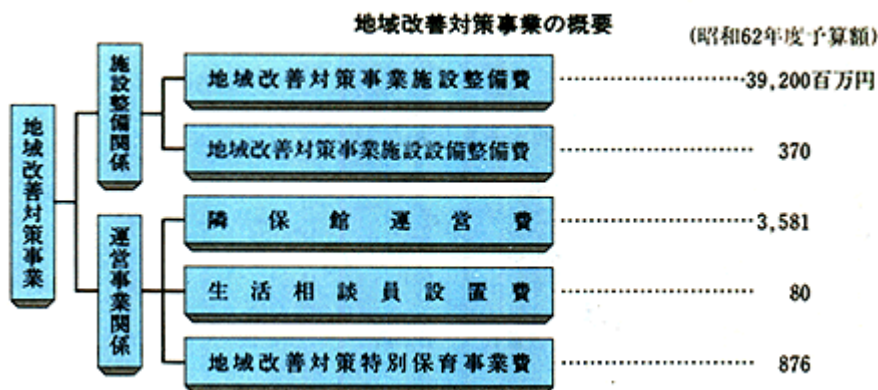 地域改善対策事業の概要
(昭和62年度予算額)
地域改善対策事業
施設整備関係
地域改善対策事業施設整備費 39,200百万円
地域改善対策事業施設設備整備費 370
運営事業関係
隣保館運営費 3,581
生活相談員設置費 80
地域改善対策特別保育事業費 876